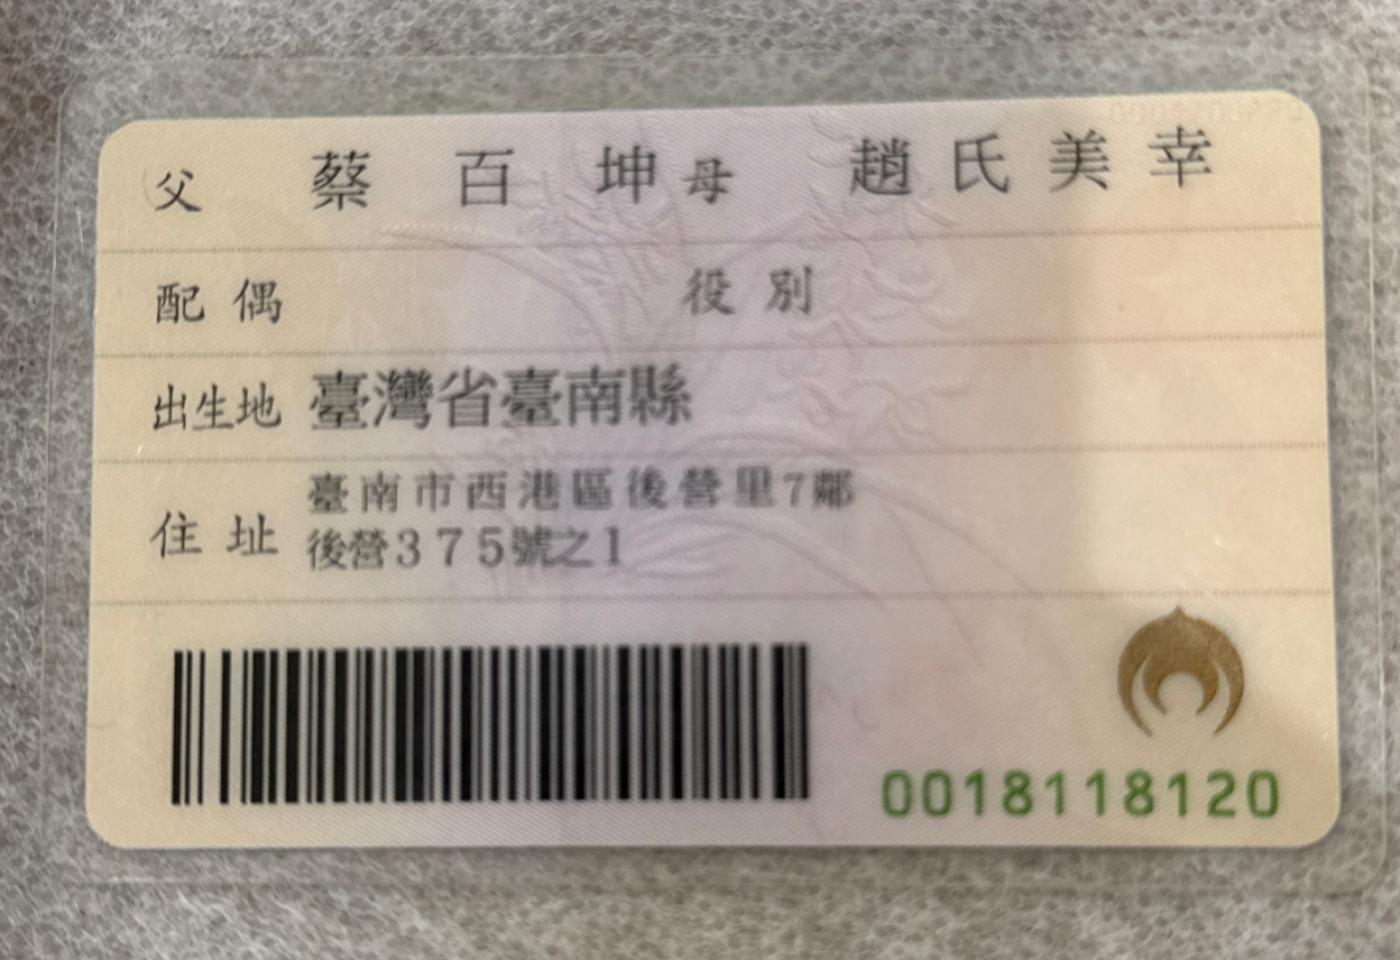 父 蔡百坤 母 趙氏美幸
配偶 役別
出生地 臺灣省臺南縣
住址 臺南市西港區後營里7鄰
後營375號之1
0018118120